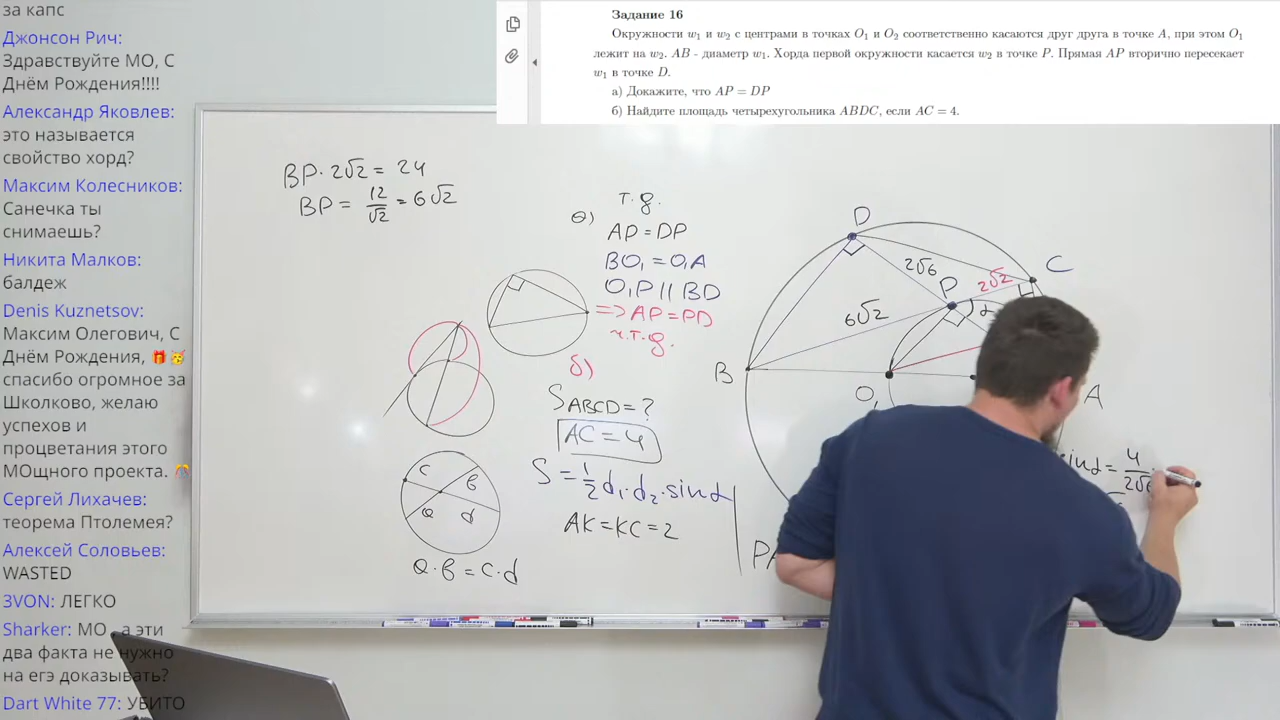 за капс
Джонсон Рич:
Здравствуйте МО, С
Днём Рождения!!!!
Александр Яковлев:
это называется
свойство хорд?
Максим Колесников:
Санечка ты
снимаешь?
Никита Малков:
балдеж
Denis Kuznetsov:
Максим Олегович, С
Днём Рождения, 🎁🥳
спасибо огромное за
Школково, желаю
успехов и
процветания этого
МОщного проекта. 🎊
Сергей Лихачев:
теорема Птолемея?
Алексей Соловьев:
WASTED
3VON: ЛЕГКО
Sharker: МО , а эти
два факта не нужно
на егэ доказывать?
Dart White 77: УБИТО
Задание 16
Окружности w₁ и w₂ с центрами в точках O₁ и O₂ соответственно касаются друг друга в точке A, при этом O₁
лежит на w₂. AB - диаметр w₁. Хорда первой окружности касается w₂ в точке P. Прямая AP вторично пересекает
w₁ в точке D.
а) Докажите, что AP = DP
б) Найдите площадь четырехугольника ABDC, если AC = 4.
BP · 2√2 = 24
BP = 12/√2 = 6√2
т.д.
а)
AP = DP
BO₁ = O₁A
O₁P || BD
=> AP = PD
ч.т.д.
б)
S ABCD = ?
AC = 4
S = 1/2 d₁ · d₂ · sin α
AK = KC = 2
c
в
a
d
a · в = c · d
D
2√6
C
P
2√2
α
6√2
B
O₁
A
sin α = 4/2√6